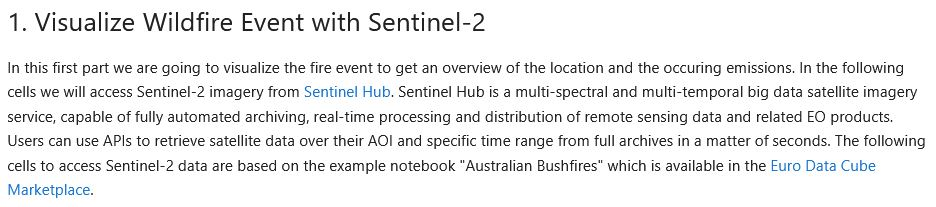 1. Visualize Wildfire Event with Sentinel-2
In this first part we are going to visualize the fire event to get an overview of the location and the occuring emissions. In the following
cells we will access Sentinel-2 imagery from Sentinel Hub. Sentinel Hub is a multi-spectral and multi-temporal big data satellite imagery
service, capable of fully automated archiving, real-time processing and distribution of remote sensing data and related EO products.
Users can use APIs to retrieve satellite data over their AOI and specific time range from full archives in a matter of seconds. The following
cells to access Sentinel-2 data are based on the example notebook "Australian Bushfires" which is available in the Euro Data Cube
Marketplace.